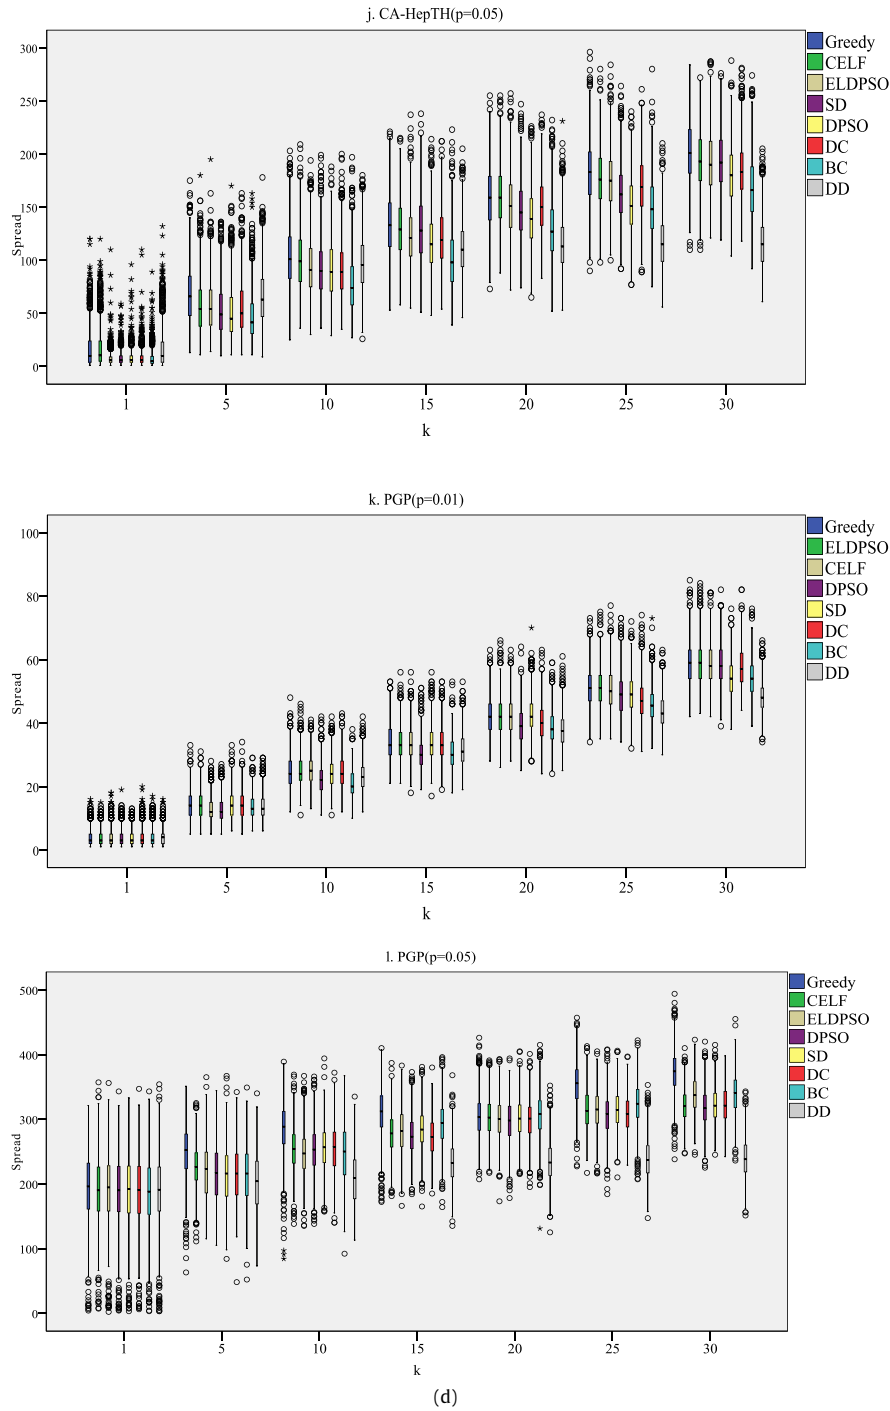 j. CA-HepTH(p=0.05)
300
250
200
150
100
50
0
Spread
1 5 10 15 20 25 30
k
Greedy
CELF
ELDPSO
SD
DPSO
DC
BC
DD
k. PGP(p=0.01)
100
80
60
40
20
0
Spread
1 5 10 15 20 25 30
k
Greedy
ELDPSO
CELF
DPSO
SD
DC
BC
DD
l. PGP(p=0.05)
500
400
300
200
100
0
Spread
1 5 10 15 20 25 30
k
Greedy
CELF
ELDPSO
DPSO
SD
DC
BC
DD
(d)